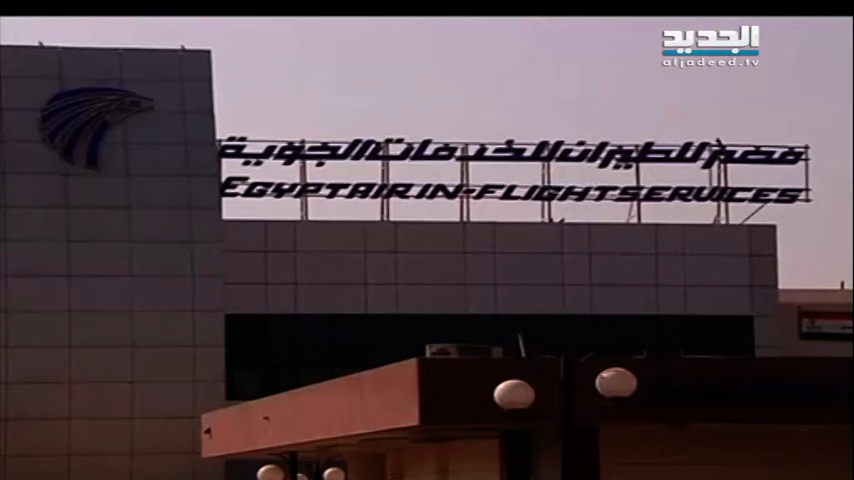 الجديد
aljadeed.tv
مصر للطيران للخدمات الجوية
EGYPTAIR IN-FLIGHT SERVICES